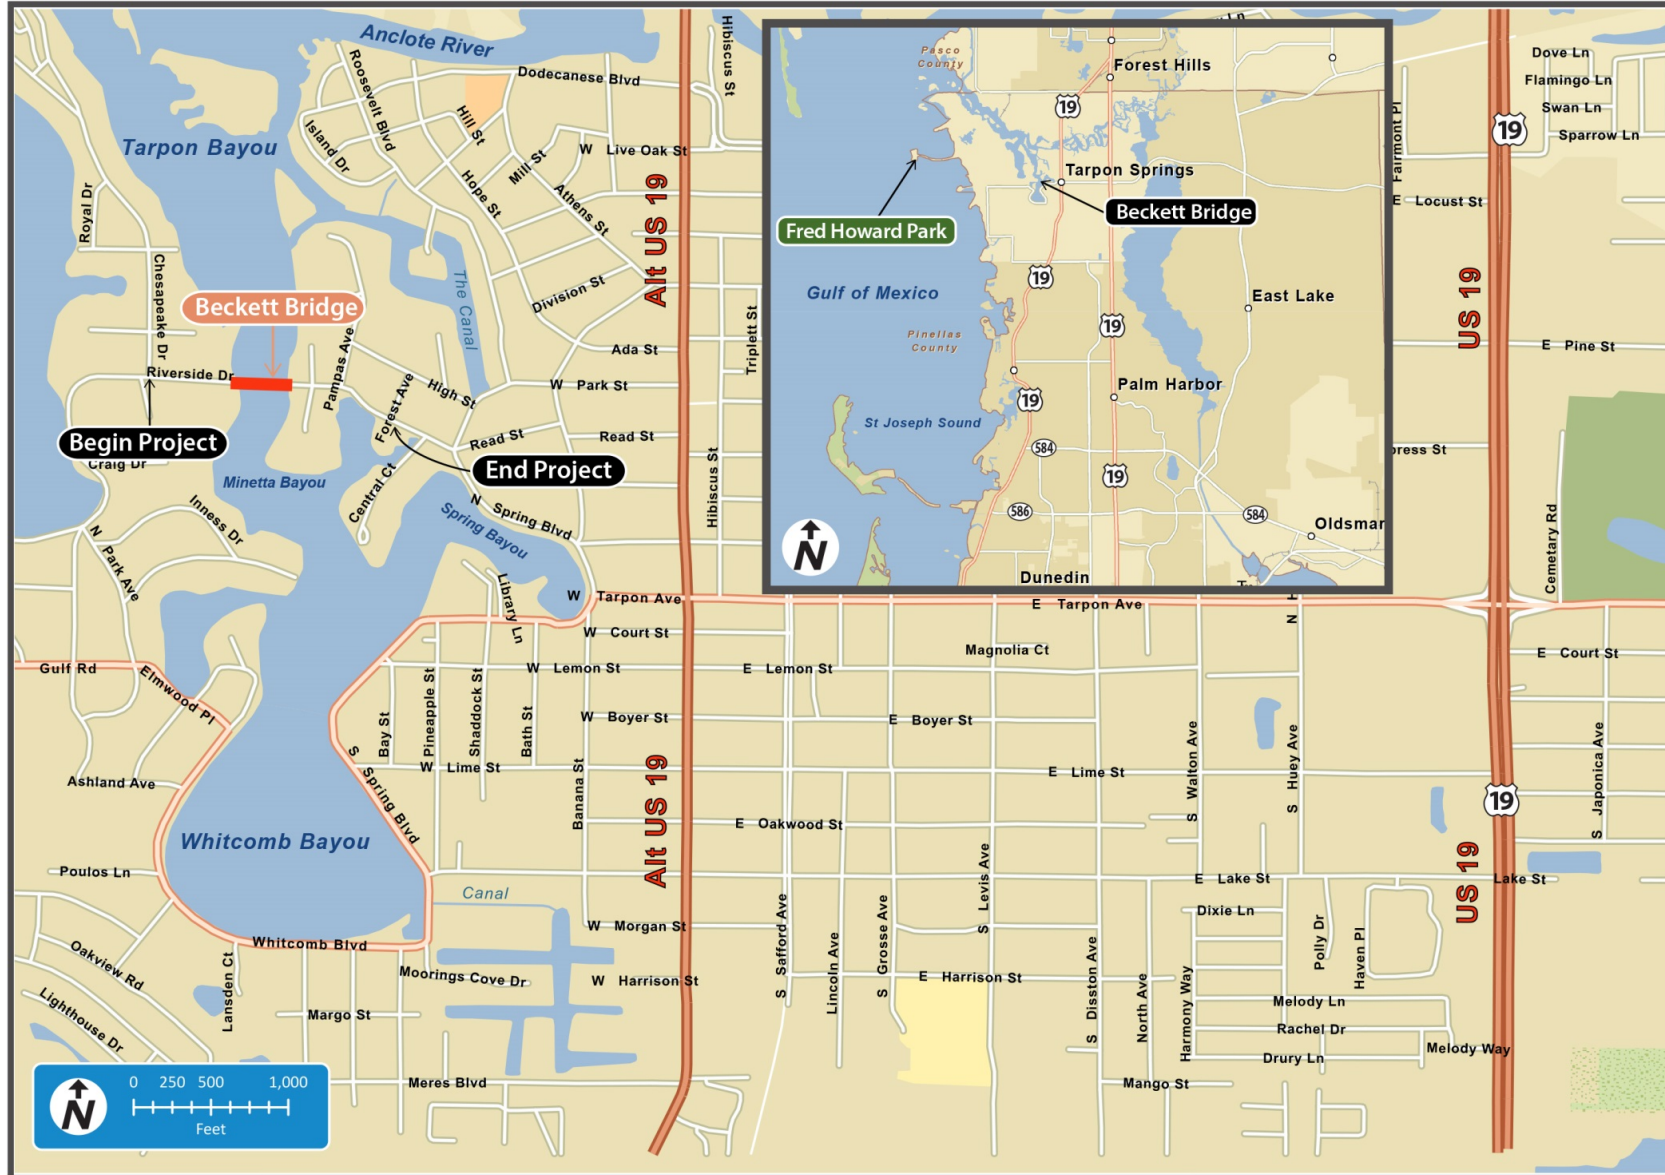 Anclote River
Dodecanese Blvd
Hibiscus St
Roosevelt Blvd
Hill St
Island Dr
Tarpon Bayou
W Live Oak St
Mill St
Hope St
Athens St
Royal Dr
Alt US 19
Chesapeake Dr
The Canal
Division St
Beckett Bridge
Triplett St
Pampas Ave
Ada St
Riverside Dr
High St
W Park St
Forest Ave
Begin Project
Read St
Read St
Craig Dr
End Project
Minetta Bayou
Central Ct
Hibiscus St
N Spring Blvd
Spring Bayou
Inness Dr
N Park Ave
Library Ln
W Tarpon Ave
E Tarpon Ave
W Court St
Magnolia Ct
Gulf Rd
Elmwood Pl
W Lemon St
E Lemon St
Pineapple St
Shaddock St
Bay St
Bath St
W Boyer St
E Boyer St
S Spring Blvd
W Lime St
E Lime St
Ashland Ave
Banana St
S Walton Ave
S Huey Ave
S Japonica Ave
E Oakwood St
Whitcomb Bayou
Alt US 19
Poulos Ln
Canal
S Levis Ave
E Lake St
Lake St
Dixie Ln
W Morgan St
S Safford Ave
Lincoln Ave
S Grosse Ave
Polly Dr
Haven Pl
Whitcomb Blvd
Oakview Rd
Lansden Ct
Moorings Cove Dr
W Harrison St
E Harrison St
S Disston Ave
North Ave
Harmony Way
Melody Ln
Margo St
Lighthouse Dr
Rachel Dr
Melody Way
Drury Ln
Meres Blvd
Mango St
N
0 250 500 1,000
Feet
Pasco
County
Forest Hills
19
Tarpon Springs
Beckett Bridge
Fred Howard Park
19
Gulf of Mexico
East Lake
19
Pinellas
County
Palm Harbor
19
St Joseph Sound
584
19
586
584
Oldsmar
N
Dunedin
Dove Ln
Flamingo Ln
Swan Ln
19
Sparrow Ln
Fairmont Pl
E Locust St
US 19
E Pine St
press St
Cemetery Rd
N H
E Court St
19
US 19